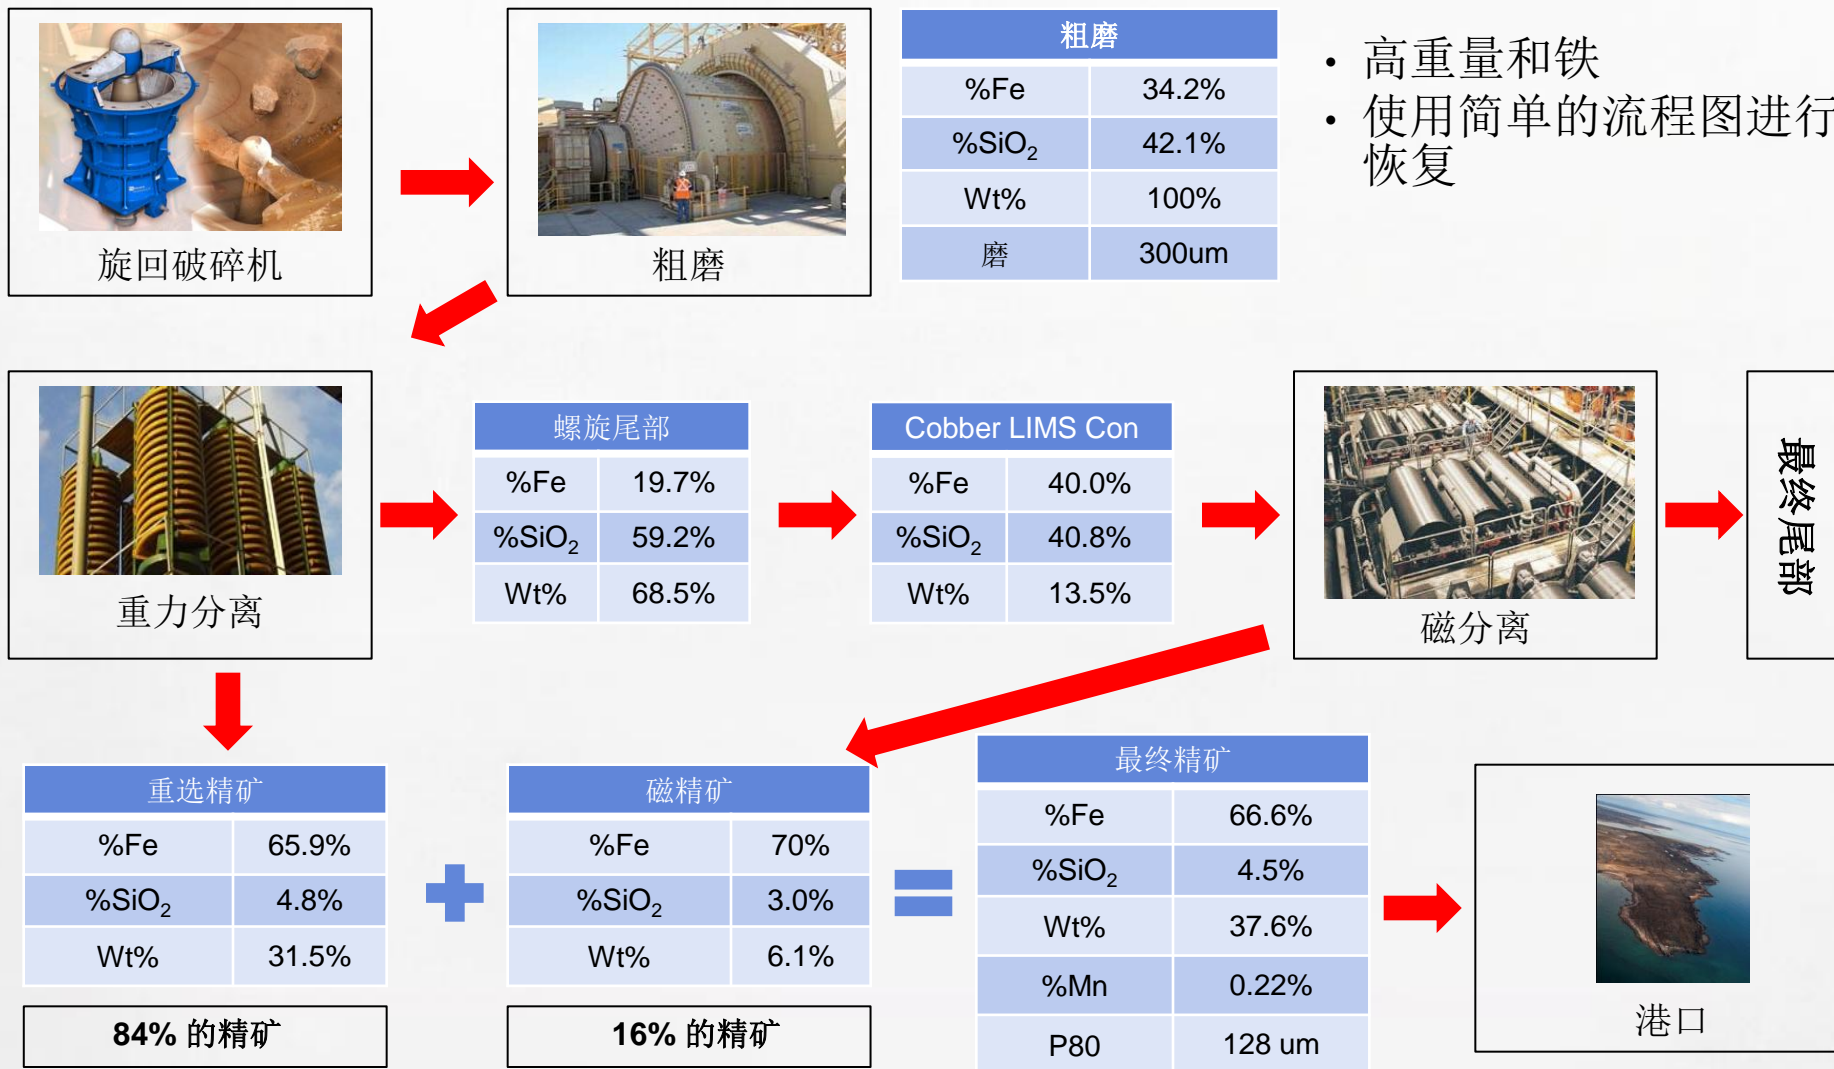 旋回破碎机
粗磨
粗磨
%Fe 34.2%
%SiO₂ 42.1%
Wt% 100%
磨 300um
• 高重量和铁
• 使用简单的流程图进行
恢复
重力分离
螺旋尾部
%Fe 19.7%
%SiO₂ 59.2%
Wt% 68.5%
Cobber LIMS Con
%Fe 40.0%
%SiO₂ 40.8%
Wt% 13.5%
磁分离
最终尾部
重选精矿
%Fe 65.9%
%SiO₂ 4.8%
Wt% 31.5%
84% 的精矿
磁精矿
%Fe 70%
%SiO₂ 3.0%
Wt% 6.1%
16% 的精矿
最终精矿
%Fe 66.6%
%SiO₂ 4.5%
Wt% 37.6%
%Mn 0.22%
P80 128 um
港口